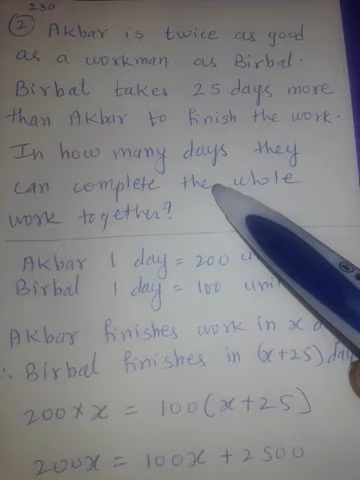 230
2 Akbar is twice as good
as a workman as Birbal.
Birbal takes 25 days more
than Akbar to finish the work.
In how many days they
can complete the whole
work together?
Akbar 1 day = 200
Birbal 1 day = 100
Akbar finishes work in x
∴ Birbal finishes in (x+25) day
200 × x = 100 (x+25)
200x = 100x + 2500